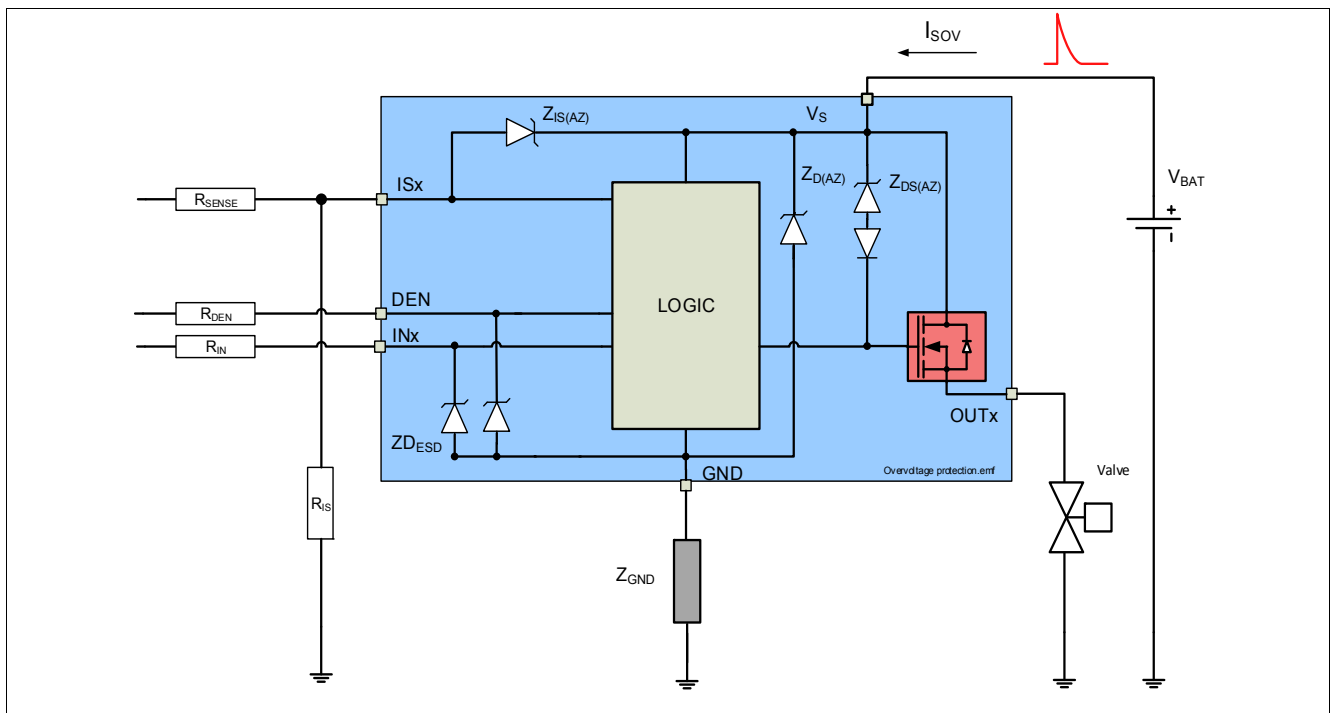 I_SOV
Z_IS(AZ)
V_S
Z_D(AZ)
Z_DS(AZ)
V_BAT
R_SENSE
ISx
+
DEN
R_DEN
LOGIC
INx
R_IN
OUTx
ZD_ESD
GND
Overvoltage protection.emf
Valve
R_IS
Z_GND